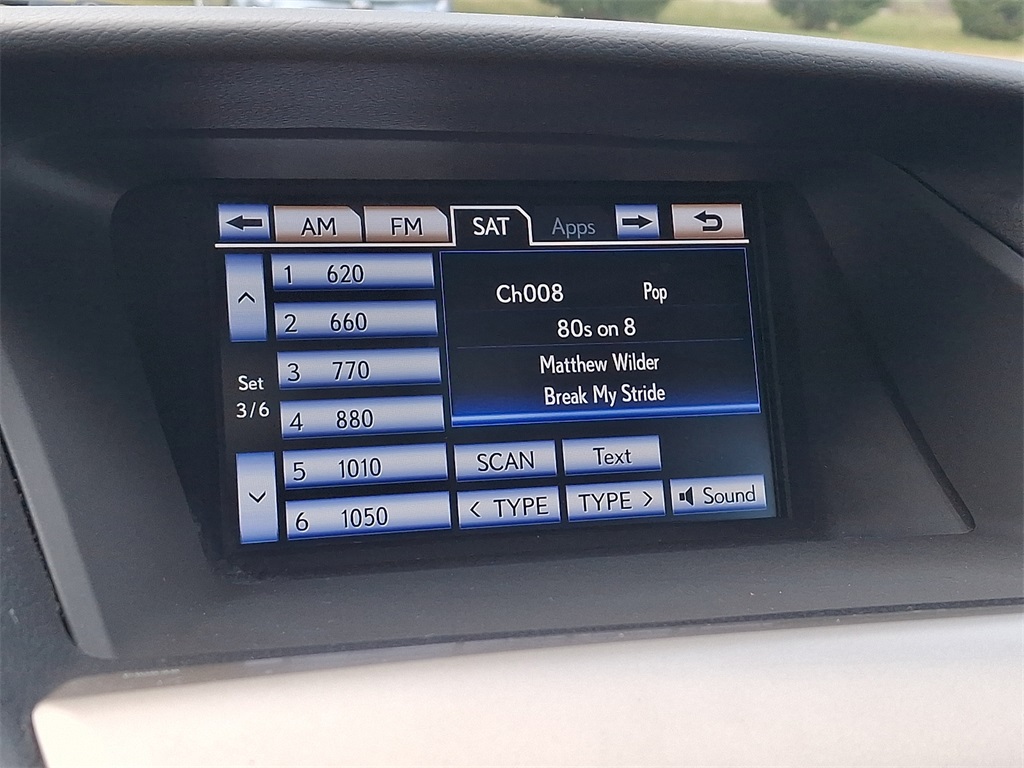 AM FM SAT Apps
1 620
2 660
3 770
4 880
5 1010
6 1050
Set
3/6
Ch008 Pop
80s on 8
Matthew Wilder
Break My Stride
SCAN Text
< TYPE TYPE > Sound